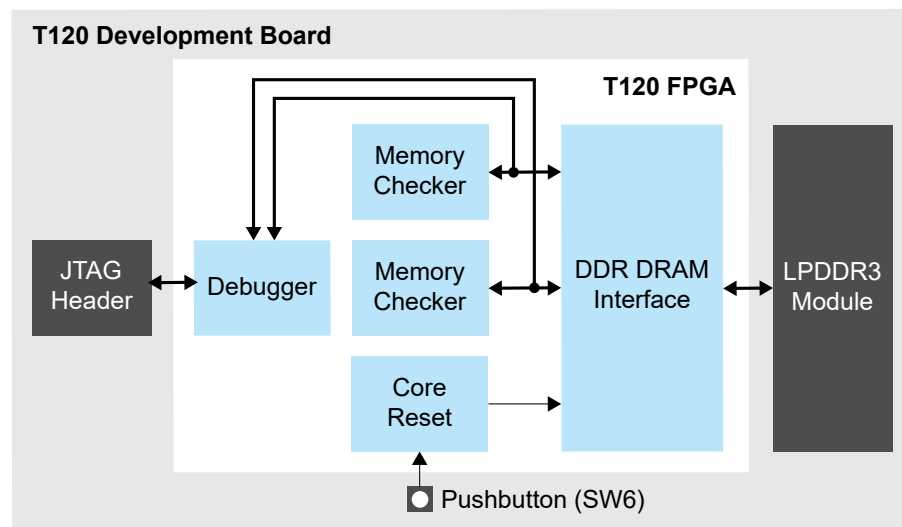 T120 Development Board
T120 FPGA
Memory
Checker
JTAG
Header
Debugger
Memory
Checker
DDR DRAM
Interface
LPDDR3
Module
Core
Reset
Pushbutton (SW6)